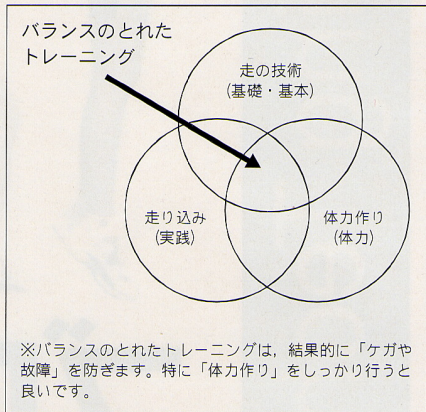 バランスのとれた
トレーニング
走の技術
(基礎・基本)
走り込み
(実践)
体力作り
(体力)
※バランスのとれたトレーニングは，結果的に「ケガや
故障」を防ぎます。特に「体力作り」をしっかり行うと
良いです。